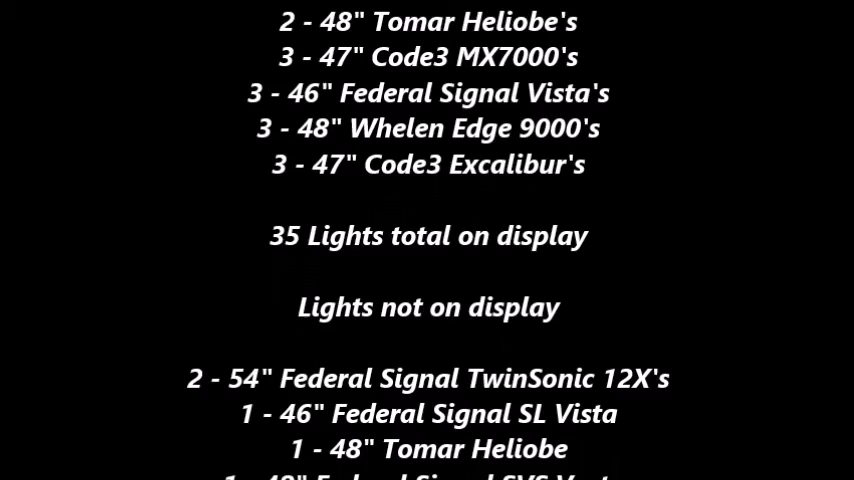 2 - 48" Tomar Heliobe's
3 - 47" Code3 MX7000's
3 - 46" Federal Signal Vista's
3 - 48" Whelen Edge 9000's
3 - 47" Code3 Excalibur's
35 Lights total on display
Lights not on display
2 - 54" Federal Signal TwinSonic 12X's
1 - 46" Federal Signal SL Vista
1 - 48" Tomar Heliobe
Federal Signal